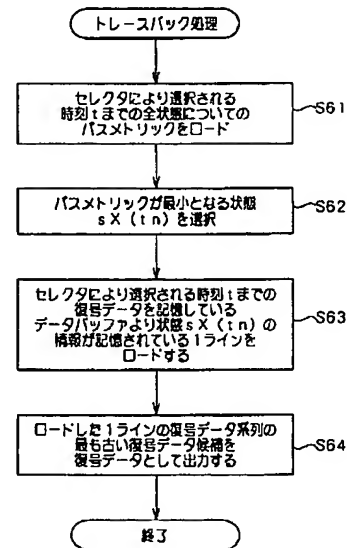 トレースバック処理
セレクタにより選択される
時刻tまでの全状態についての
パスメトリックをロード
S61
パスメトリックが最小となる状態
sX(tn)を選択
S62
セレクタにより選択される時刻tまでの
復号データを記憶している
データバッファより状態sX(tn)の
情報が記憶されている1ラインを
ロードする
S63
ロードした1ラインの復号データ系列の
最も古い復号データ候補を
復号データとして出力する
S64
終了